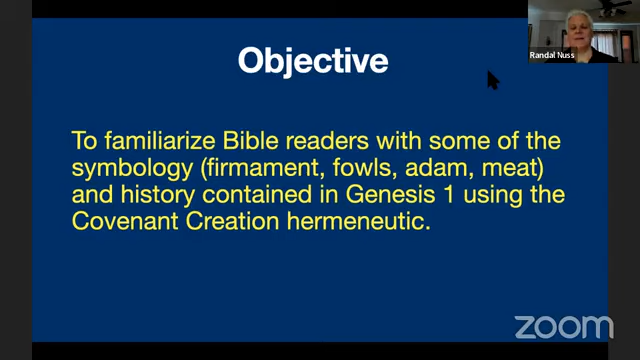 Objective
Randal Nuss
To familiarize Bible readers with some of the
symbology (firmament, fowls, adam, meat)
and history contained in Genesis 1 using the
Covenant Creation hermeneutic.
zoom